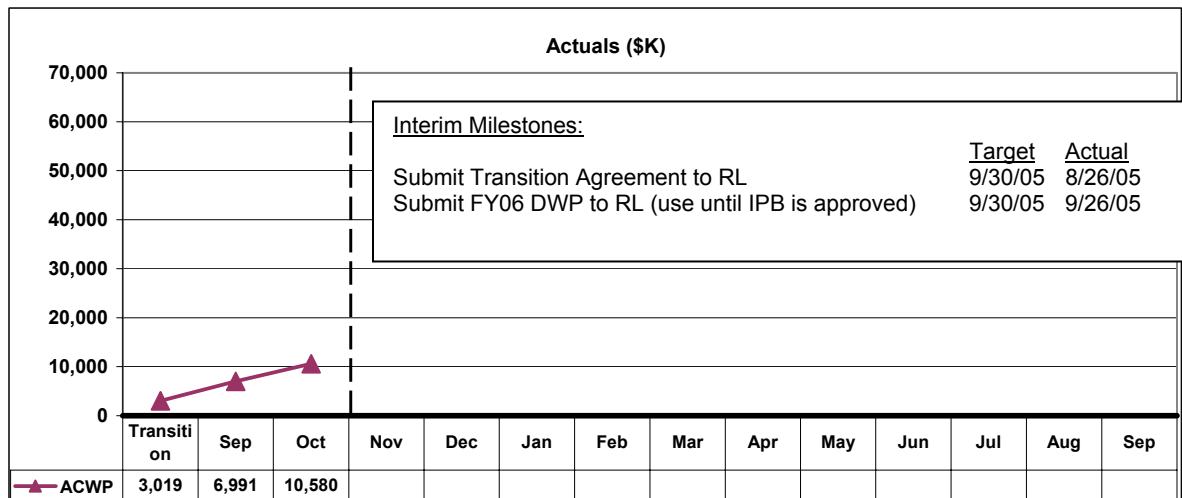 Actuals ($K)
70,000
60,000
50,000
40,000
30,000
20,000
10,000
0
Interim Milestones:
Target Actual
Submit Transition Agreement to RL 9/30/05 8/26/05
Submit FY06 DWP to RL (use until IPB is approved) 9/30/05 9/26/05
Transiti
on Sep Oct Nov Dec Jan Feb Mar Apr May Jun Jul Aug Sep
ACWP 3,019 6,991 10,580